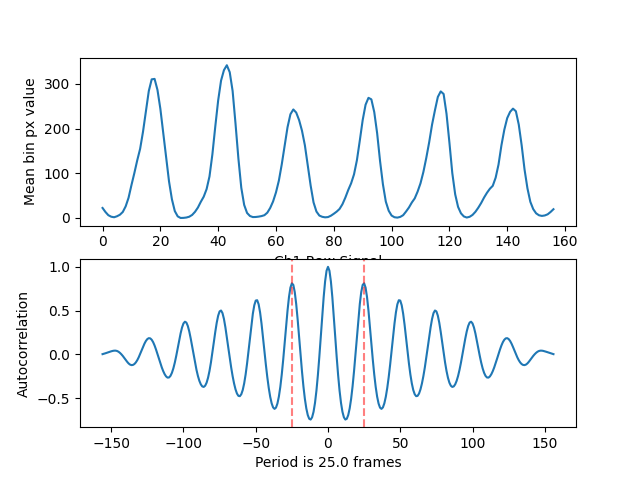 Mean bin px value
300
200
100
0
0 20 40 60 80 100 120 140 160
Ch1 Raw Signal
Autocorrelation
1.0
0.5
0.0
−0.5
−150 −100 −50 0 50 100 150
Period is 25.0 frames